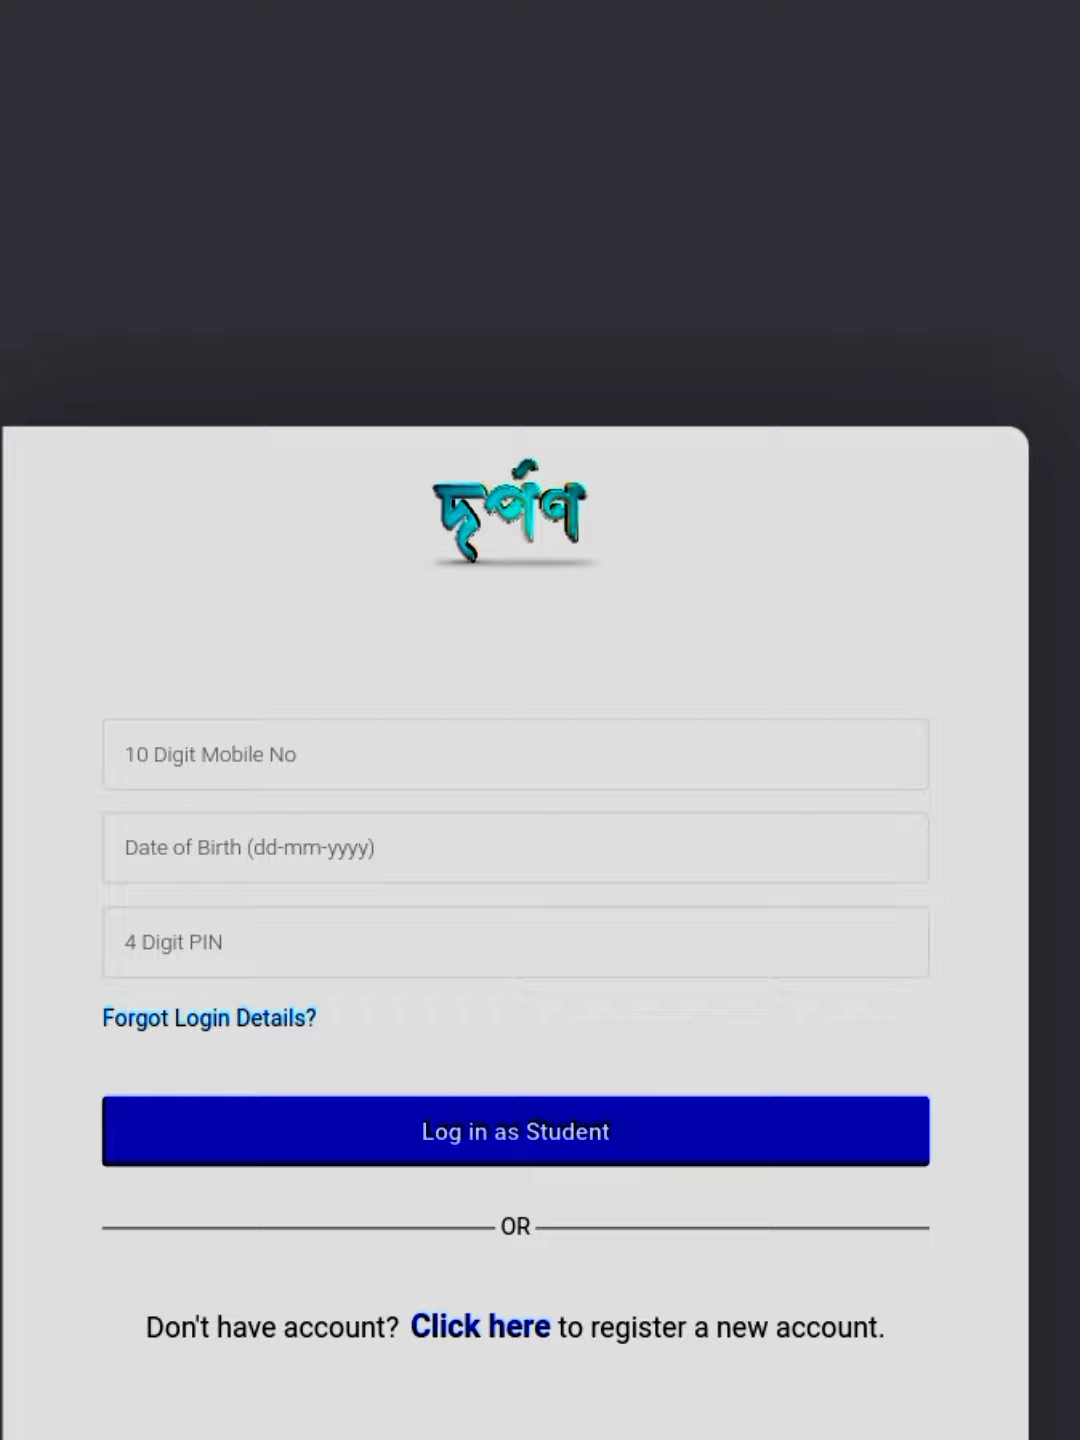 দর্পণ
10 Digit Mobile No
Date of Birth (dd-mm-yyyy)
4 Digit PIN
Forgot Login Details?
Log in as Student
OR
Don't have account? Click here to register a new account.